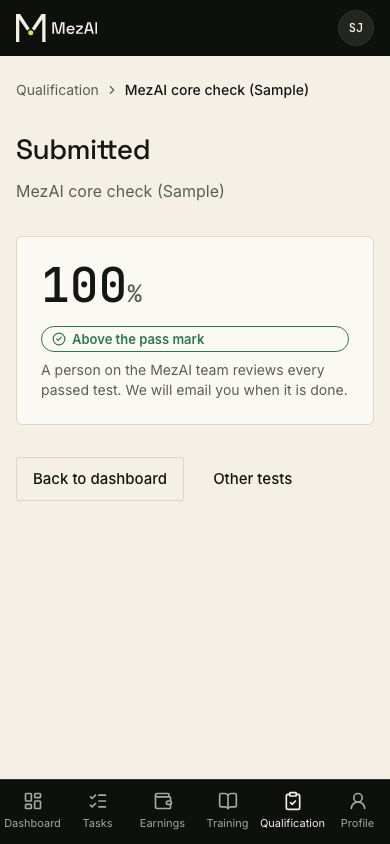 MezAI
SJ
Qualification > MezAI core check (Sample)
Submitted
MezAI core check (Sample)
100%
Above the pass mark
A person on the MezAI team reviews every
passed test. We will email you when it is done.
Back to dashboard
Other tests
Dashboard Tasks Earnings Training Qualification Profile